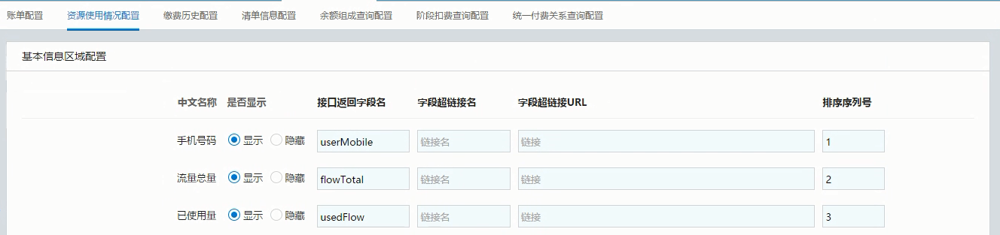 账单配置 资源使用情况配置 缴费历史配置 清单信息配置 余额组成查询配置 阶段扣费查询配置 统一付费关系查询配置
基本信息区域配置
中文名称 是否显示 接口返回字段名 字段超链接名 字段超链接URL 排序序列号
手机号码 显示 隐藏 userMobile 链接名 链接 1
流量总量 显示 隐藏 flowTotal 链接名 链接 2
已使用量 显示 隐藏 usedFlow 链接名 链接 3